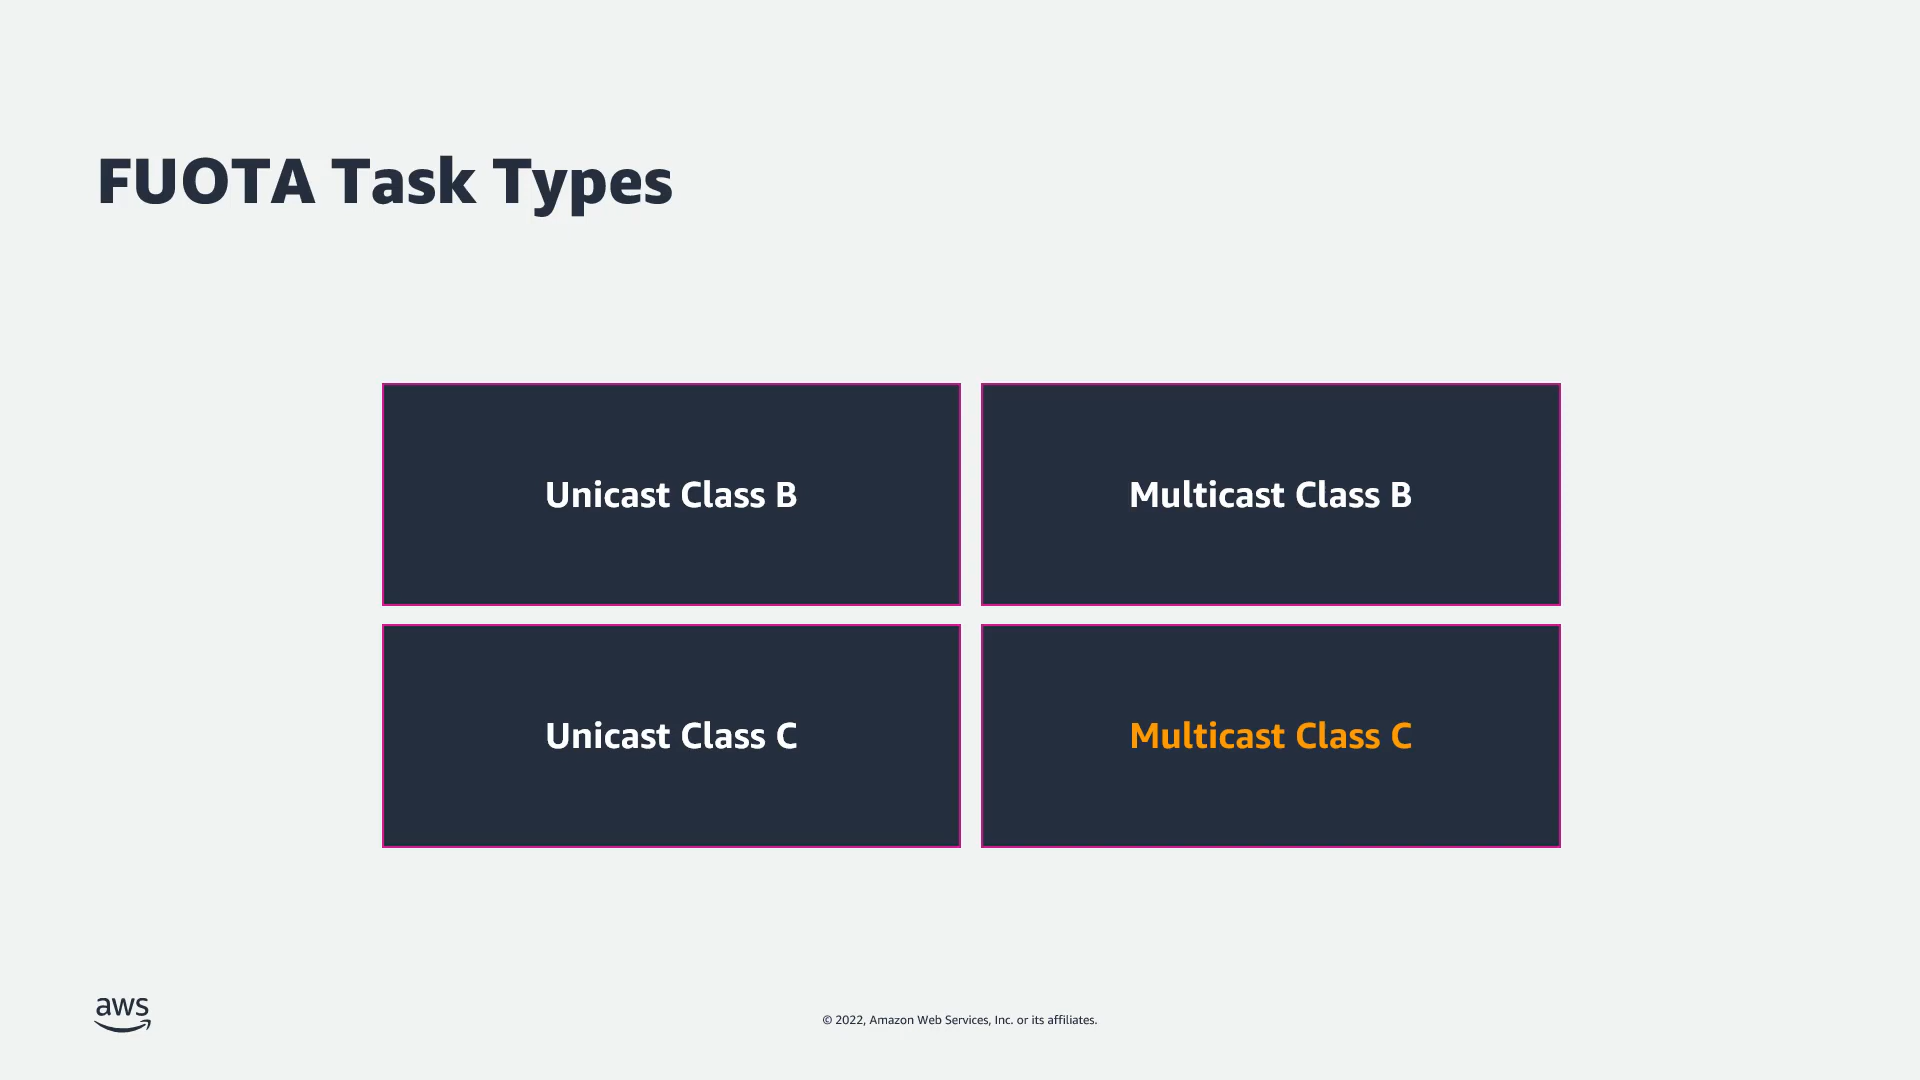 FUOTA Task Types
Unicast Class B
Multicast Class B
Unicast Class C
Multicast Class C
aws
© 2022, Amazon Web Services, Inc. or its affiliates.